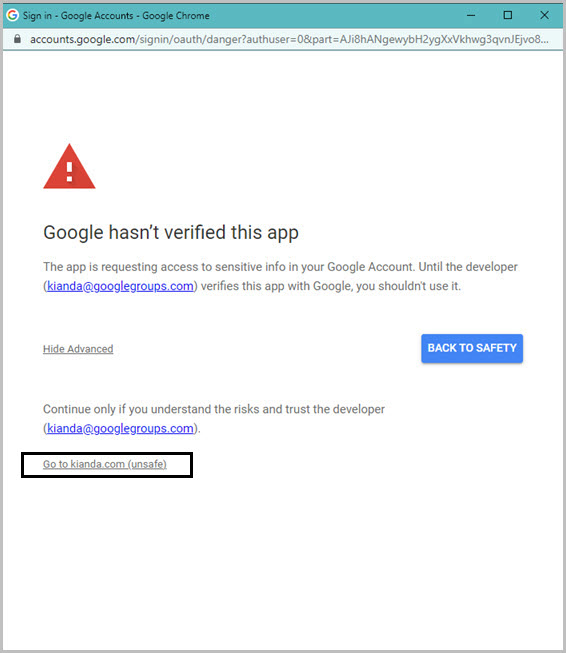 Sign in - Google Accounts - Google Chrome
accounts.google.com/signin/oauth/danger?authuser=0&part=AJi8hANgewybH2ygXxVkhwg3qvnJEjvo8...
Google hasn’t verified this app
The app is requesting access to sensitive info in your Google Account. Until the developer
(kianda@googlegroups.com) verifies this app with Google, you shouldn't use it.
Hide Advanced
BACK TO SAFETY
Continue only if you understand the risks and trust the developer
(kianda@googlegroups.com).
Go to kianda.com (unsafe)